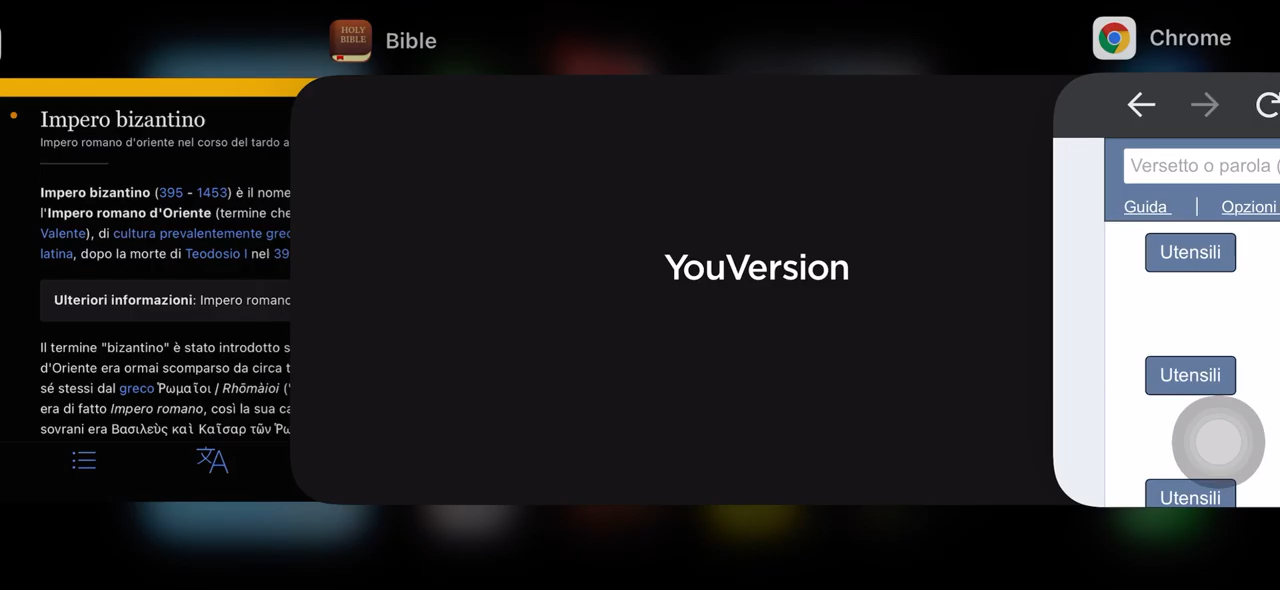 HOLY
BIBLE
Bible
Chrome
Impero bizantino
Impero romano d'oriente nel corso del tardo a
Impero bizantino (395 - 1453) è il nome
l'Impero romano d'Oriente (termine che
Valente), di cultura prevalentemente grec
latina, dopo la morte di Teodosio I nel 39
Ulteriori informazioni: Impero romano
Il termine "bizantino" è stato introdotto s
d'Oriente era ormai scomparso da circa t
sé stessi dal greco Ῥωμαῖοι / Rhōmàioi ("
era di fatto Impero romano, così la sua ca
sovrani era Βασιλεὺς καὶ Καῖσαρ τῶν Ῥω
YouVersion
Versetto o parola (
Guida | Opzioni
Utensili
Utensili
Utensili